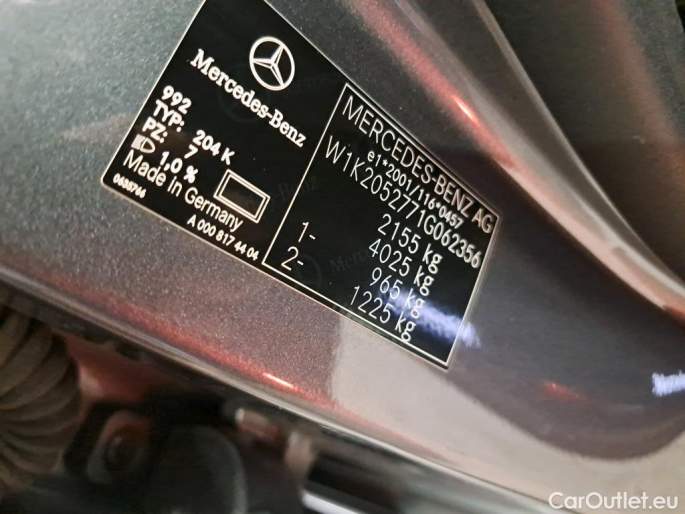 Mercedes-Benz
992
TYP: 204 K
PZ: 7
1,0 %
Made in Germany
A 000 817 44 04
MERCEDES-BENZ AG
e1*2001/116*0457
W1K2052771G062356
2155 kg
4025 kg
1- 965 kg
2- 1225 kg
CarOutlet.eu